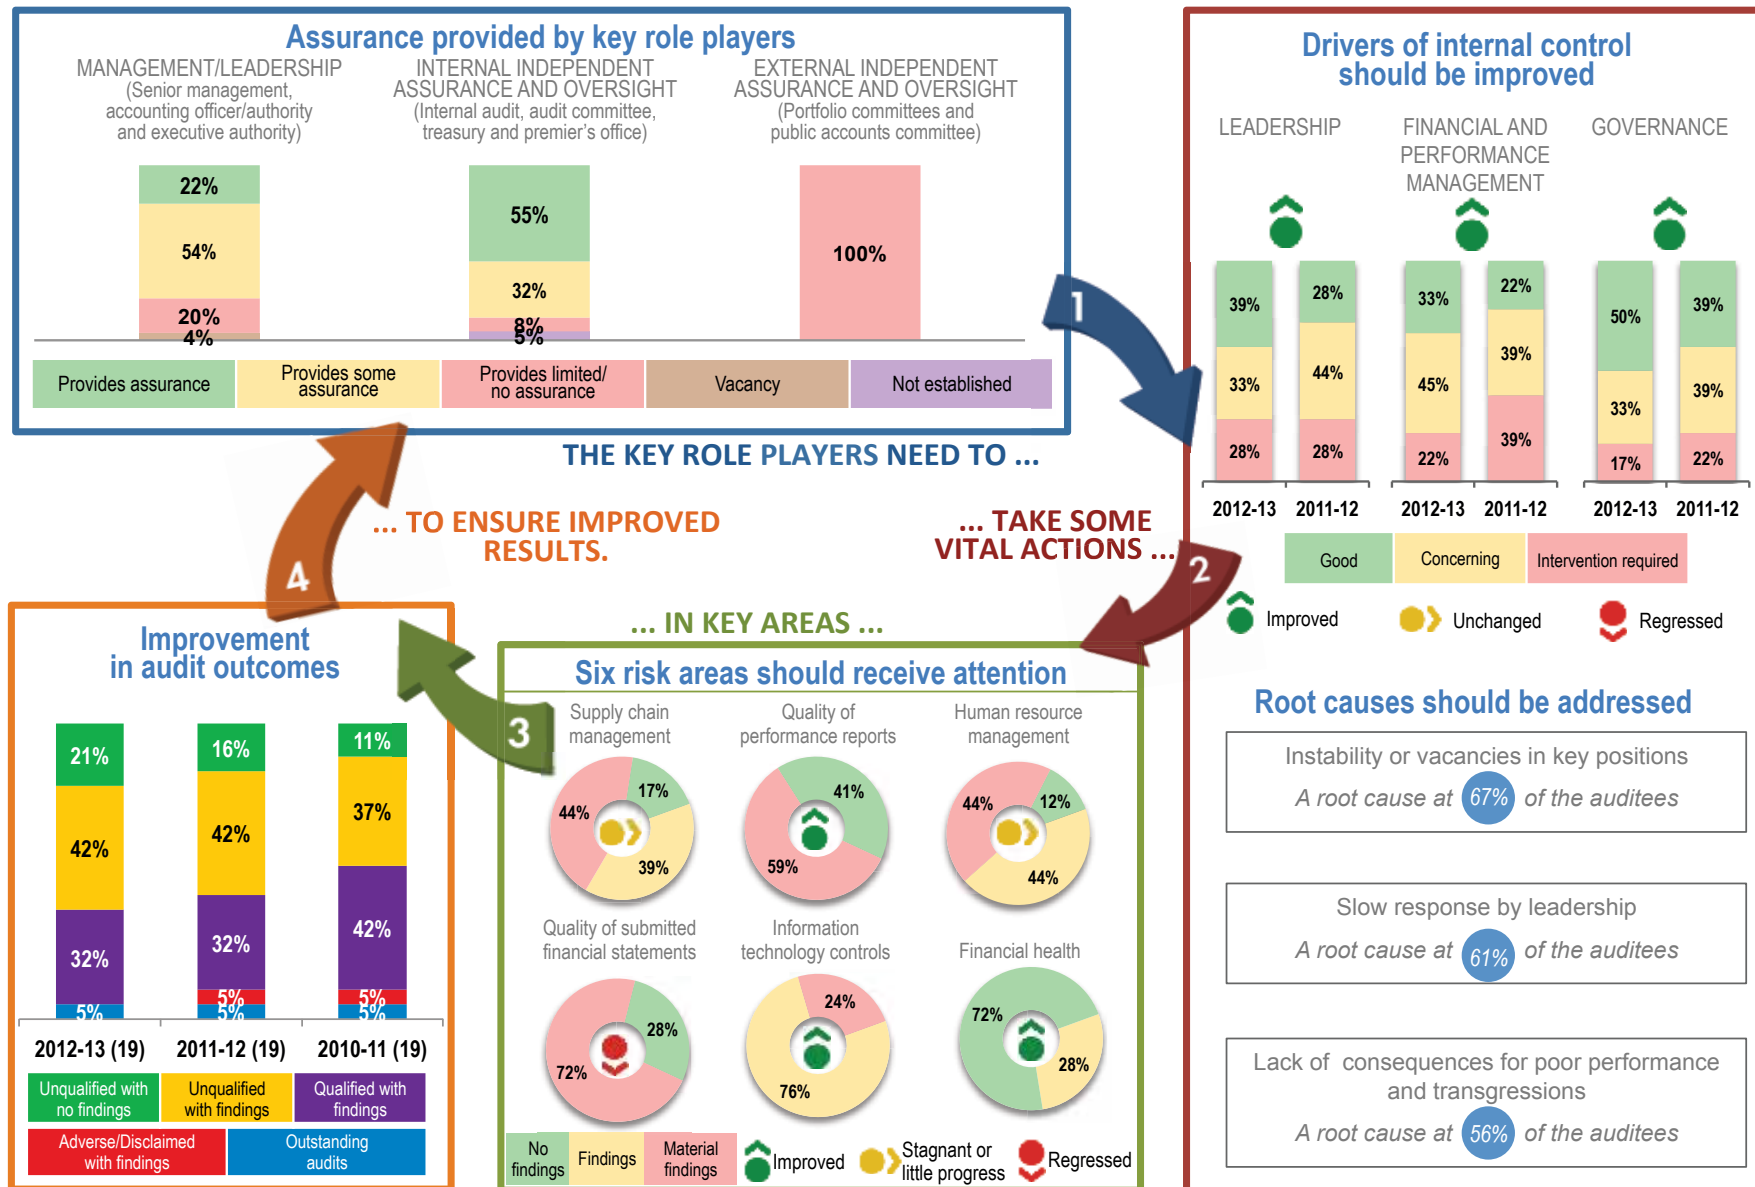 Assurance provided by key role players
MANAGEMENT/LEADERSHIP
(Senior management,
accounting officer/authority
and executive authority)
INTERNAL INDEPENDENT
ASSURANCE AND OVERSIGHT
(Internal audit, audit committee,
treasury and premier's office)
EXTERNAL INDEPENDENT
ASSURANCE AND OVERSIGHT
(Portfolio committees and
public accounts committee)
22%
54%
20%
4%
55%
32%
8%
5%
100%
Provides assurance
Provides some
assurance
Provides limited/
no assurance
Vacancy
Not established
1
THE KEY ROLE PLAYERS NEED TO ...
Drivers of internal control
should be improved
LEADERSHIP
FINANCIAL AND
PERFORMANCE
MANAGEMENT
GOVERNANCE
39%
33%
28%
28%
44%
28%
33%
45%
22%
22%
39%
39%
50%
33%
17%
39%
39%
22%
2012-13
2011-12
2012-13
2011-12
2012-13
2011-12
Good
Concerning
Intervention required
Improved
Unchanged
Regressed
Root causes should be addressed
Instability or vacancies in key positions
A root cause at 67% of the auditees
Slow response by leadership
A root cause at 61% of the auditees
Lack of consequences for poor performance
and transgressions
A root cause at 56% of the auditees
... TAKE SOME
VITAL ACTIONS ...
2
... IN KEY AREAS ...
Six risk areas should receive attention
Supply chain
management
17%
44%
39%
Quality of
performance reports
41%
59%
Human resource
management
44%
12%
44%
Quality of submitted
financial statements
28%
72%
Information
technology controls
24%
76%
Financial health
72%
28%
No
findings
Findings
Material
findings
Improved
Stagnant or
little progress
Regressed
3
... TO ENSURE IMPROVED
RESULTS.
4
Improvement
in audit outcomes
21%
42%
32%
5%
16%
42%
32%
5%
5%
11%
37%
42%
5%
5%
2012-13 (19)
2011-12 (19)
2010-11 (19)
Unqualified with
no findings
Unqualified
with findings
Qualified with
findings
Adverse/Disclaimed
with findings
Outstanding
audits